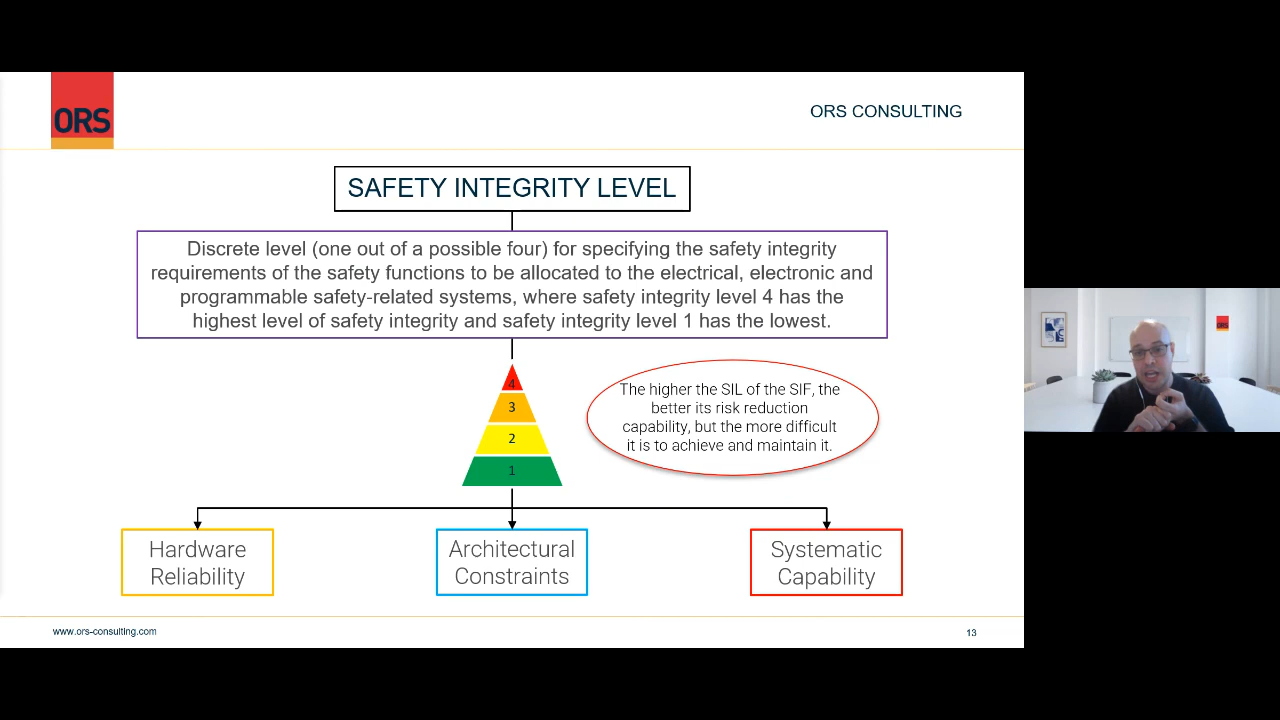 ORS
ORS CONSULTING
SAFETY INTEGRITY LEVEL
Discrete level (one out of a possible four) for specifying the safety integrity
requirements of the safety functions to be allocated to the electrical, electronic and
programmable safety-related systems, where safety integrity level 4 has the
highest level of safety integrity and safety integrity level 1 has the lowest.
4
3
2
1
The higher the SIL of the SIF, the
better its risk reduction
capability, but the more difficult
it is to achieve and maintain it.
Hardware
Reliability
Architectural
Constraints
Systematic
Capability
www.ors-consulting.com
13
ORS